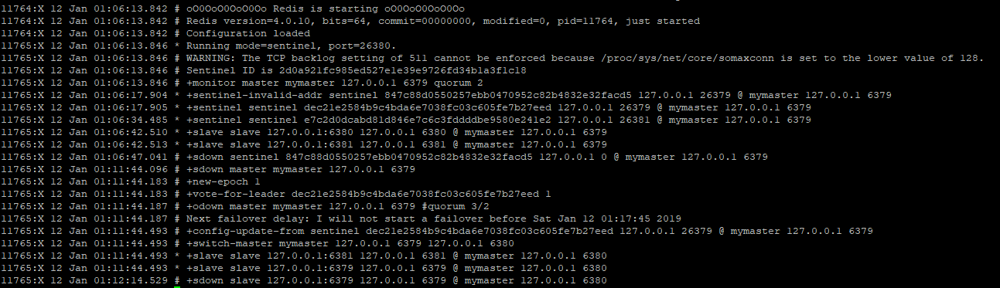 11764:X 12 Jan 01:06:13.842 # oO0OoO0OoO0Oo Redis is starting oO0OoO0OoO0Oo
11764:X 12 Jan 01:06:13.842 # Redis version=4.0.10, bits=64, commit=00000000, modified=0, pid=11764, just started
11764:X 12 Jan 01:06:13.842 # Configuration loaded
11765:X 12 Jan 01:06:13.846 * Running mode=sentinel, port=26380.
11765:X 12 Jan 01:06:13.846 # WARNING: The TCP backlog setting of 511 cannot be enforced because /proc/sys/net/core/somaxconn is set to the lower value of 128.
11765:X 12 Jan 01:06:13.846 # Sentinel ID is 2d0a921fc985ed527e1e39e9726fd34b1a3f1c18
11765:X 12 Jan 01:06:13.846 # +monitor master mymaster 127.0.0.1 6379 quorum 2
11765:X 12 Jan 01:06:17.904 * +sentinel-invalid-addr sentinel 847c88d0550257ebb0470952c82b4832e32facd5 127.0.0.1 26379 @ mymaster 127.0.0.1 6379
11765:X 12 Jan 01:06:17.905 * +sentinel sentinel dec21e2584b9c4bda6e7038fc03c605fe7b27eed 127.0.0.1 26379 @ mymaster 127.0.0.1 6379
11765:X 12 Jan 01:06:34.485 * +sentinel sentinel e7c2d0dcabd81d846e7c6c3fddddbe9580e241e2 127.0.0.1 26381 @ mymaster 127.0.0.1 6379
11765:X 12 Jan 01:06:42.510 * +slave slave 127.0.0.1:6380 127.0.0.1 6380 @ mymaster 127.0.0.1 6379
11765:X 12 Jan 01:06:42.513 * +slave slave 127.0.0.1:6381 127.0.0.1 6381 @ mymaster 127.0.0.1 6379
11765:X 12 Jan 01:06:47.041 # +sdown sentinel 847c88d0550257ebb0470952c82b4832e32facd5 127.0.0.1 0 @ mymaster 127.0.0.1 6379
11765:X 12 Jan 01:11:44.096 # +sdown master mymaster 127.0.0.1 6379
11765:X 12 Jan 01:11:44.183 # +new-epoch 1
11765:X 12 Jan 01:11:44.183 # +vote-for-leader dec21e2584b9c4bda6e7038fc03c605fe7b27eed 1
11765:X 12 Jan 01:11:44.187 # +odown master mymaster 127.0.0.1 6379 #quorum 3/2
11765:X 12 Jan 01:11:44.187 # Next failover delay: I will not start a failover before Sat Jan 12 01:17:45 2019
11765:X 12 Jan 01:11:44.493 # +config-update-from sentinel dec21e2584b9c4bda6e7038fc03c605fe7b27eed 127.0.0.1 26379 @ mymaster 127.0.0.1 6379
11765:X 12 Jan 01:11:44.493 # +switch-master mymaster 127.0.0.1 6379 127.0.0.1 6380
11765:X 12 Jan 01:11:44.493 * +slave slave 127.0.0.1:6381 127.0.0.1 6381 @ mymaster 127.0.0.1 6380
11765:X 12 Jan 01:11:44.493 * +slave slave 127.0.0.1:6379 127.0.0.1 6379 @ mymaster 127.0.0.1 6380
11765:X 12 Jan 01:12:14.529 # +sdown slave 127.0.0.1:6379 127.0.0.1 6379 @ mymaster 127.0.0.1 6380